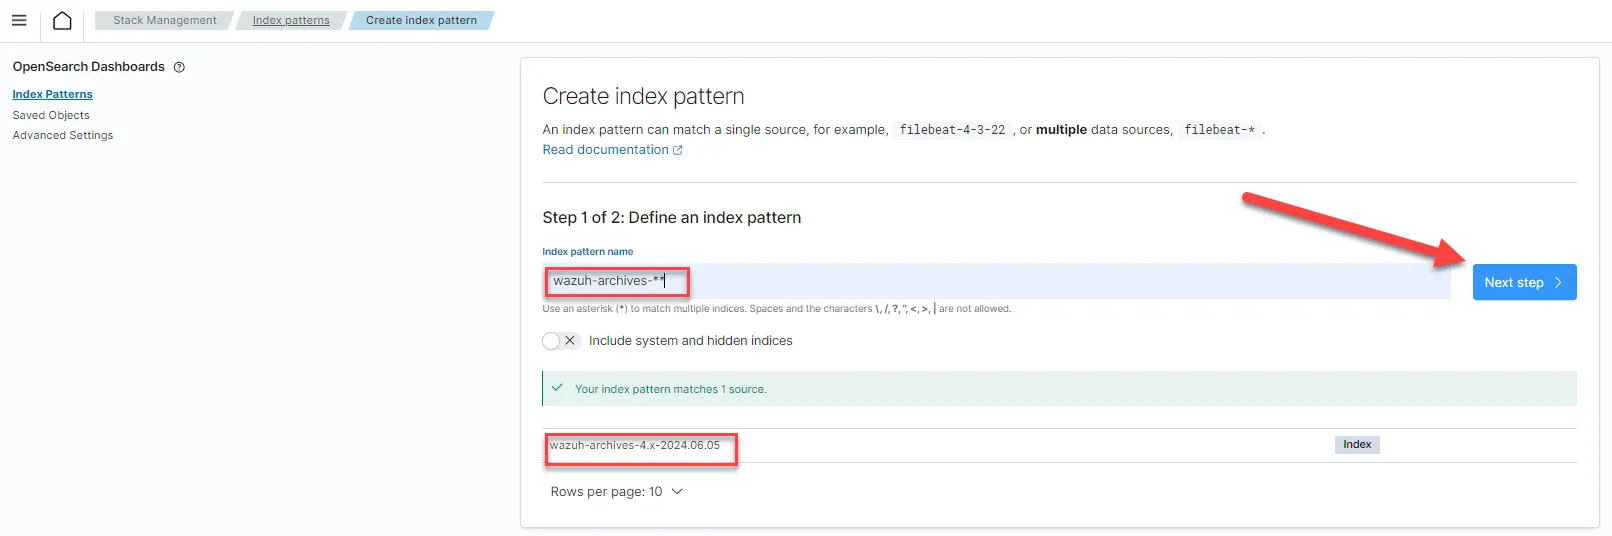 Stack Management Index patterns Create index pattern
OpenSearch Dashboards
Index Patterns
Saved Objects
Advanced Settings
Create index pattern
An index pattern can match a single source, for example, filebeat-4-3-22 , or multiple data sources, filebeat-* .
Read documentation
Step 1 of 2: Define an index pattern
Index pattern name
wazuh-archives-**
Next step
Use an asterisk (*) to match multiple indices. Spaces and the characters \, /, ?, ", <, >, | are not allowed.
Include system and hidden indices
Your index pattern matches 1 source.
wazuh-archives-4.x-2024.06.05 Index
Rows per page: 10